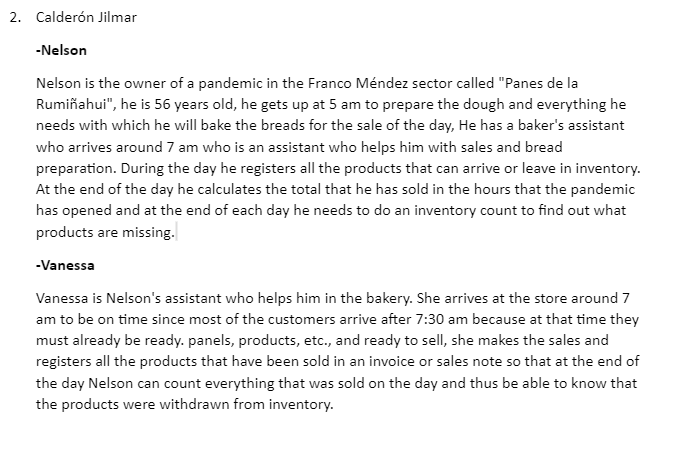 2. Calderón Jilmar
-Nelson
Nelson is the owner of a pandemic in the Franco Méndez sector called "Panes de la
Rumiñahui", he is 56 years old, he gets up at 5 am to prepare the dough and everything he
needs with which he will bake the breads for the sale of the day, He has a baker's assistant
who arrives around 7 am who is an assistant who helps him with sales and bread
preparation. During the day he registers all the products that can arrive or leave in inventory.
At the end of the day he calculates the total that he has sold in the hours that the pandemic
has opened and at the end of each day he needs to do an inventory count to find out what
products are missing.
-Vanessa
Vanessa is Nelson's assistant who helps him in the bakery. She arrives at the store around 7
am to be on time since most of the customers arrive after 7:30 am because at that time they
must already be ready. panels, products, etc., and ready to sell, she makes the sales and
registers all the products that have been sold in an invoice or sales note so that at the end of
the day Nelson can count everything that was sold on the day and thus be able to know that
the products were withdrawn from inventory.